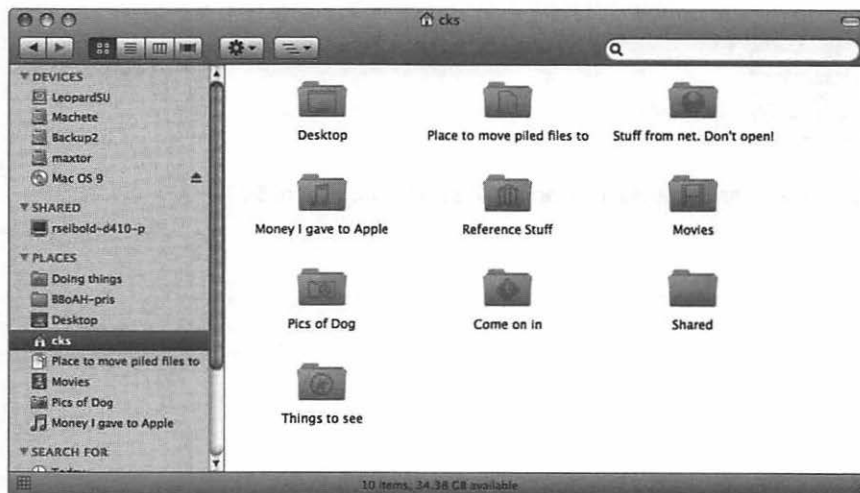 cks
DEVICES
LeopardSU
Machete
Backup2
maxtor
Mac OS 9
SHARED
rseibold-d410-p
PLACES
Doing things
BBoAH-pris
Desktop
cks
Place to move piled files to
Movies
Pics of Dog
Money I gave to Apple
SEARCH FOR
Today
Desktop
Place to move piled files to
Stuff from net. Don't open!
Money I gave to Apple
Reference Stuff
Movies
Pics of Dog
Come on in
Shared
Things to see
10 items, 34.38 GB available